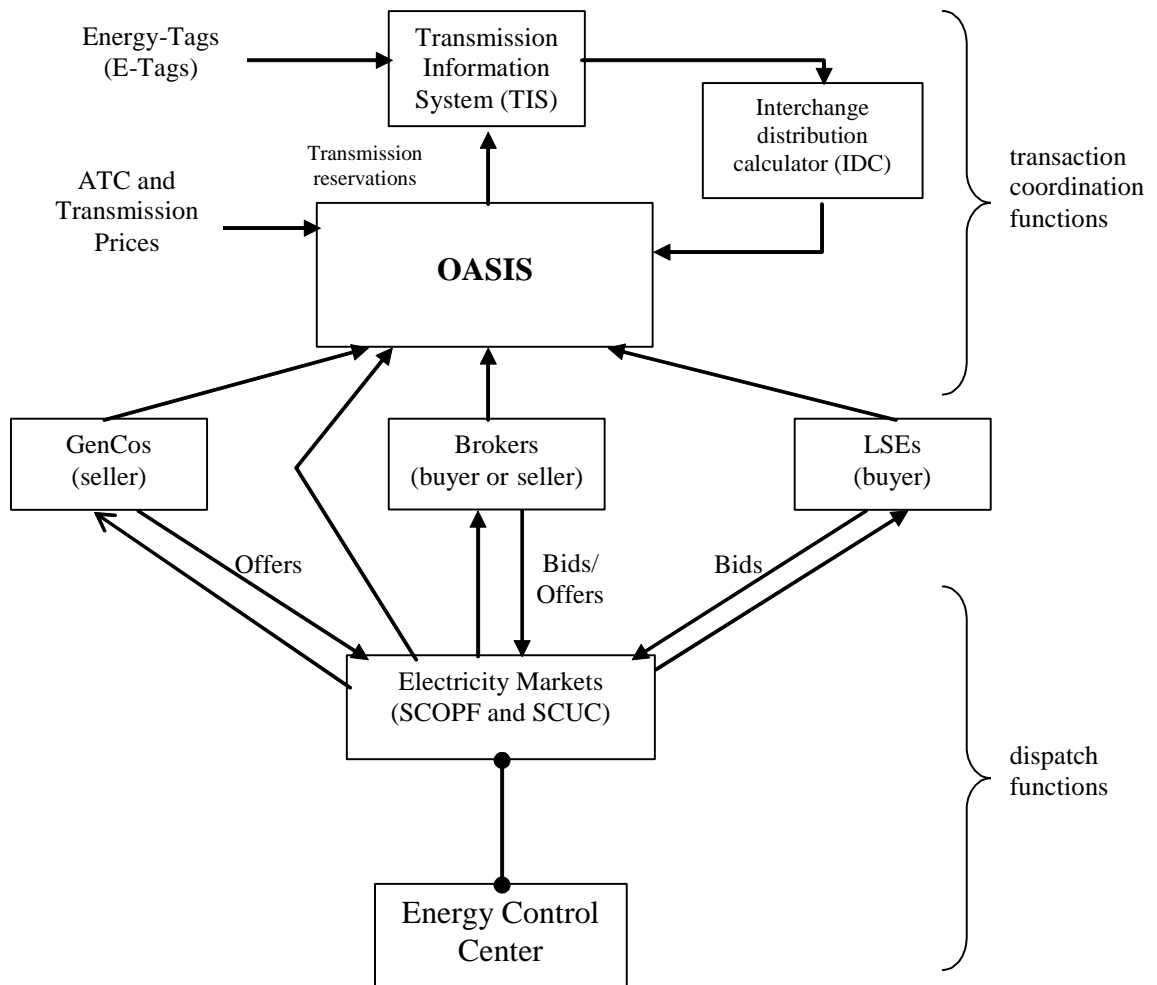 Energy-Tags
(E-Tags)
Transmission
Information
System (TIS)
Interchange
distribution
calculator (IDC)
transaction
coordination
functions
Transmission
reservations
ATC and
Transmission
Prices
OASIS
GenCos
(seller)
Brokers
(buyer or seller)
LSEs
(buyer)
Offers
Bids/
Offers
Bids
Electricity Markets
(SCOPF and SCUC)
dispatch
functions
Energy Control
Center